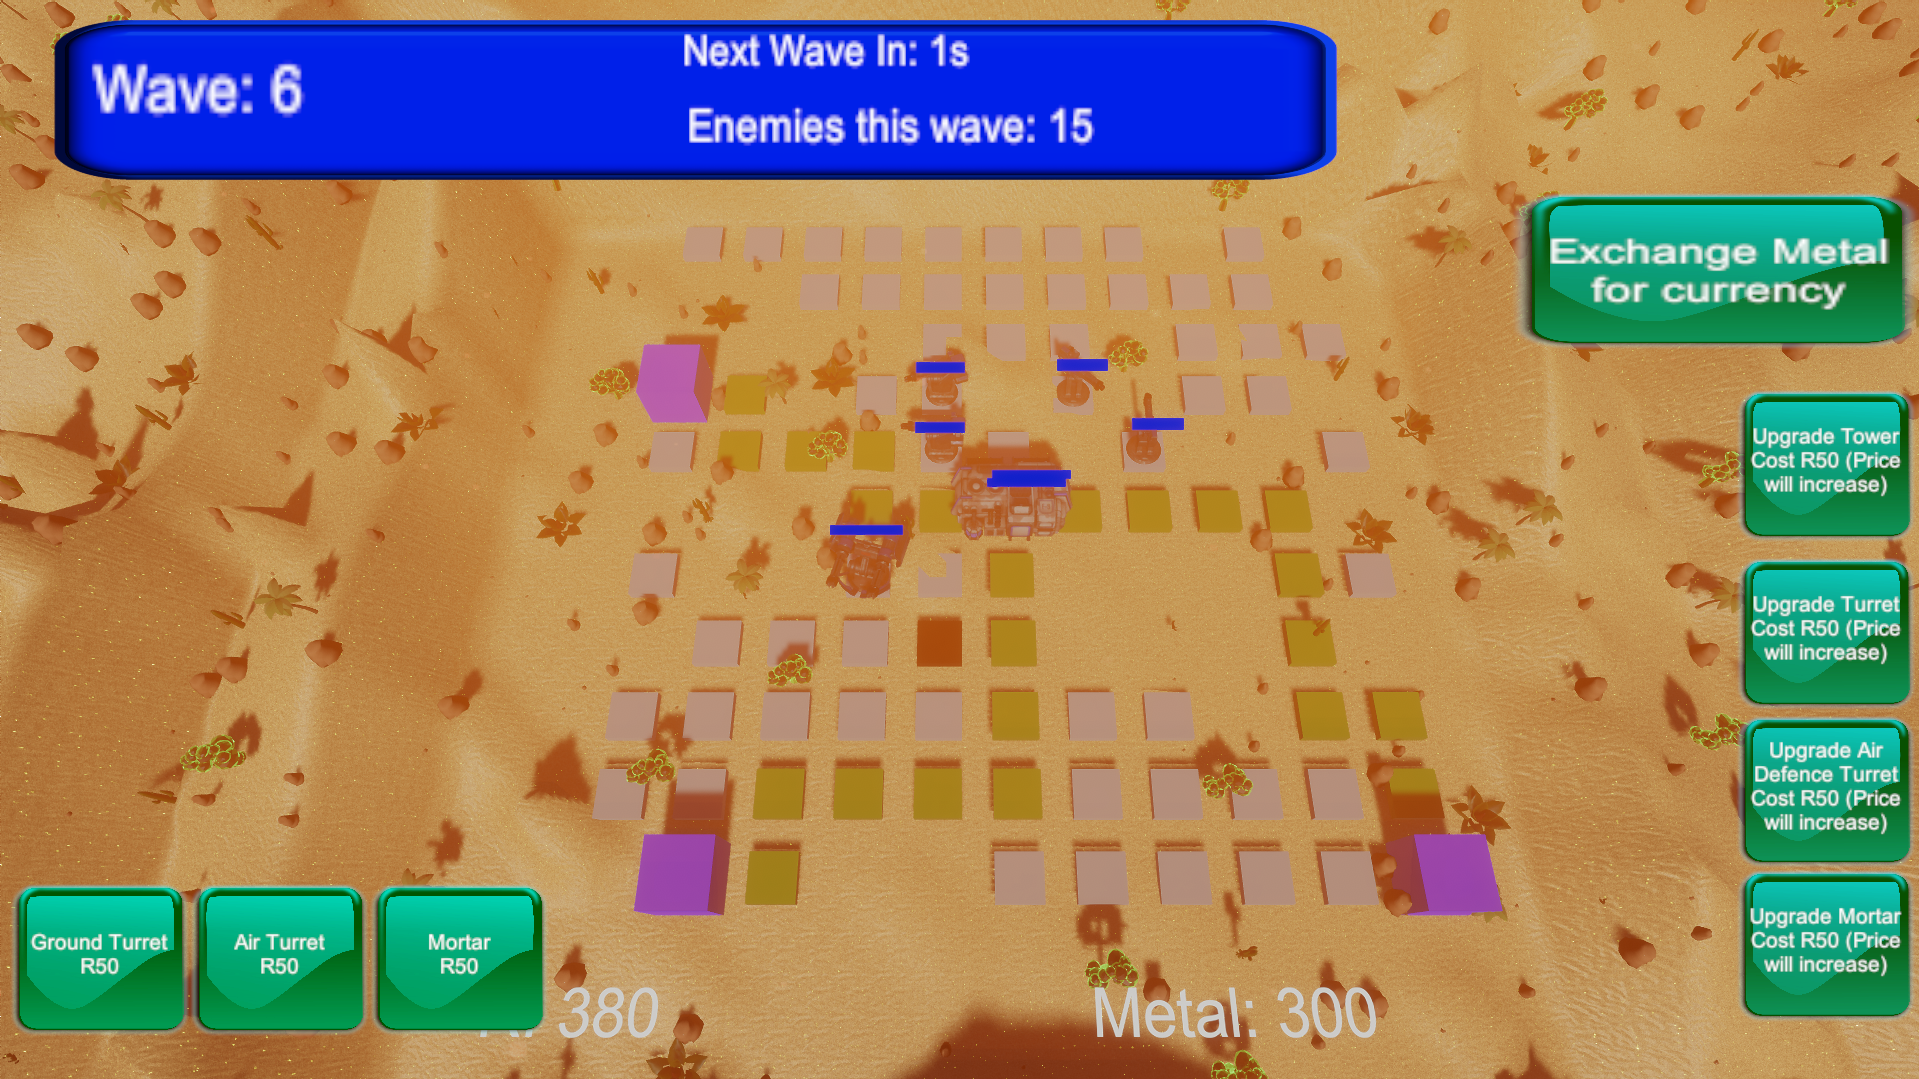 Wave: 6
Next Wave In: 1s
Enemies this wave: 15
Exchange Metal
for currency
Upgrade Tower
Cost R50 (Price
will increase)
Upgrade Turret
Cost R50 (Price
will increase)
Upgrade Air
Defence Turret
Cost R50 (Price
will increase)
Upgrade Mortar
Cost R50 (Price
will increase)
Ground Turret
R50
Air Turret
R50
Mortar
R50
380
Metal: 300